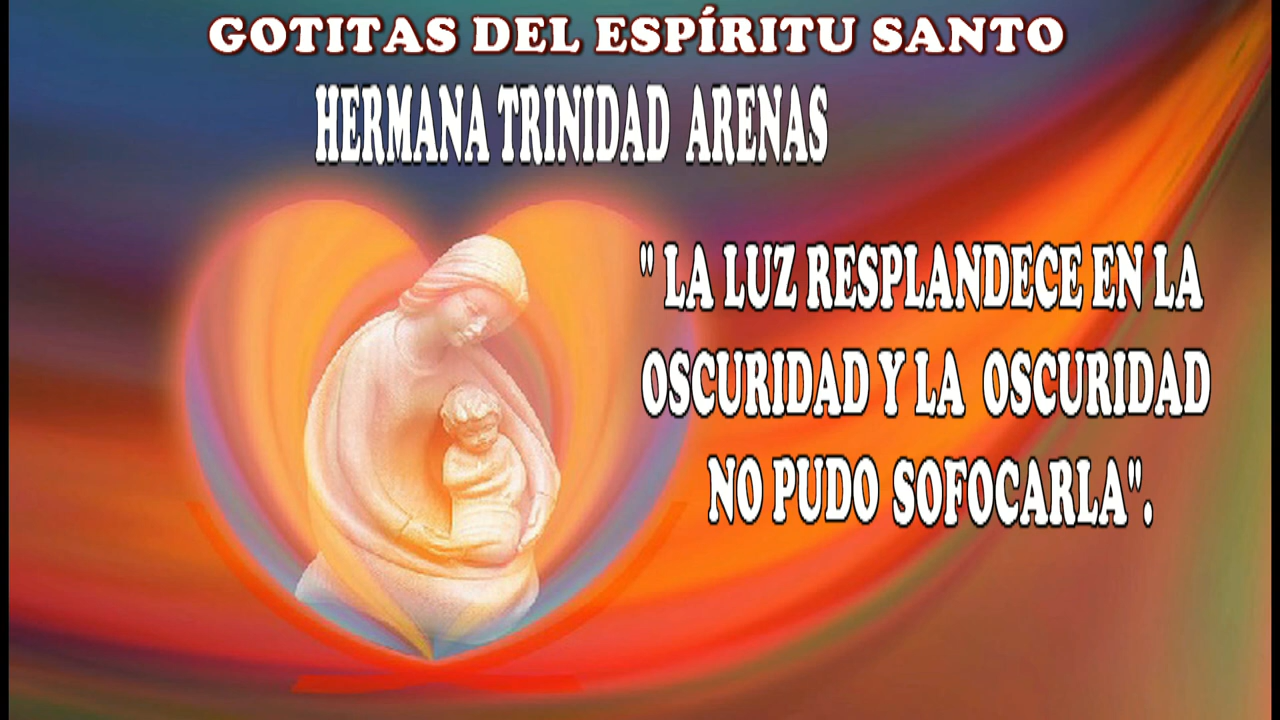 GOTITAS DEL ESPÍRITU SANTO
HERMANA TRINIDAD ARENAS
" LA LUZ RESPLANDECE EN LA
OSCURIDAD Y LA OSCURIDAD
NO PUDO SOFOCARLA".